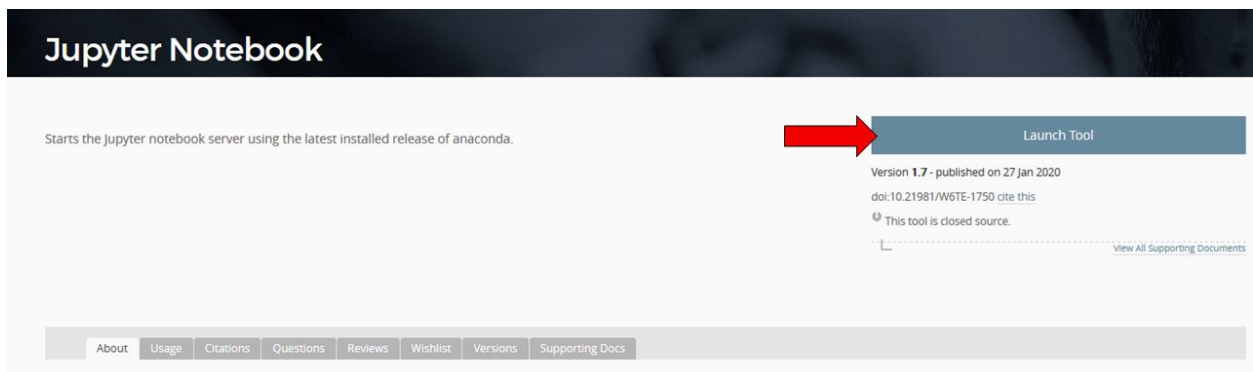 Jupyter Notebook
Starts the Jupyter notebook server using the latest installed release of anaconda.
Launch Tool
Version 1.7 - published on 27 Jan 2020
doi:10.21981/W6TE-1750 cite this
This tool is closed source.
View All Supporting Documents
About Usage Citations Questions Reviews Wishlist Versions Supporting Docs